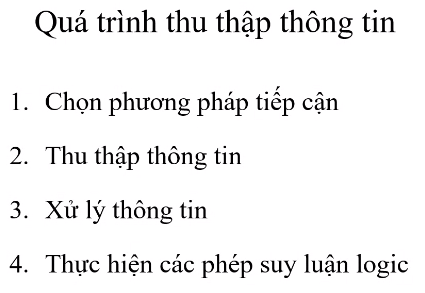 Quá trình thu thập thông tin
1. Chọn phương pháp tiếp cận
2. Thu thập thông tin
3. Xử lý thông tin
4. Thực hiện các phép suy luận logic